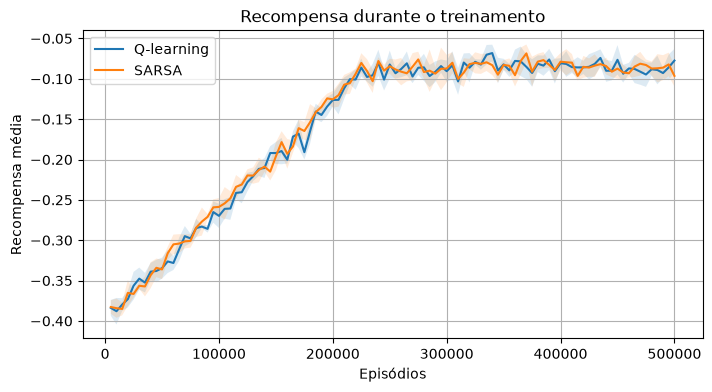 Recompensa durante o treinamento
Q-learning
SARSA
Recompensa média
−0.05
−0.10
−0.15
−0.20
−0.25
−0.30
−0.35
−0.40
0 100000 200000 300000 400000 500000
Episódios